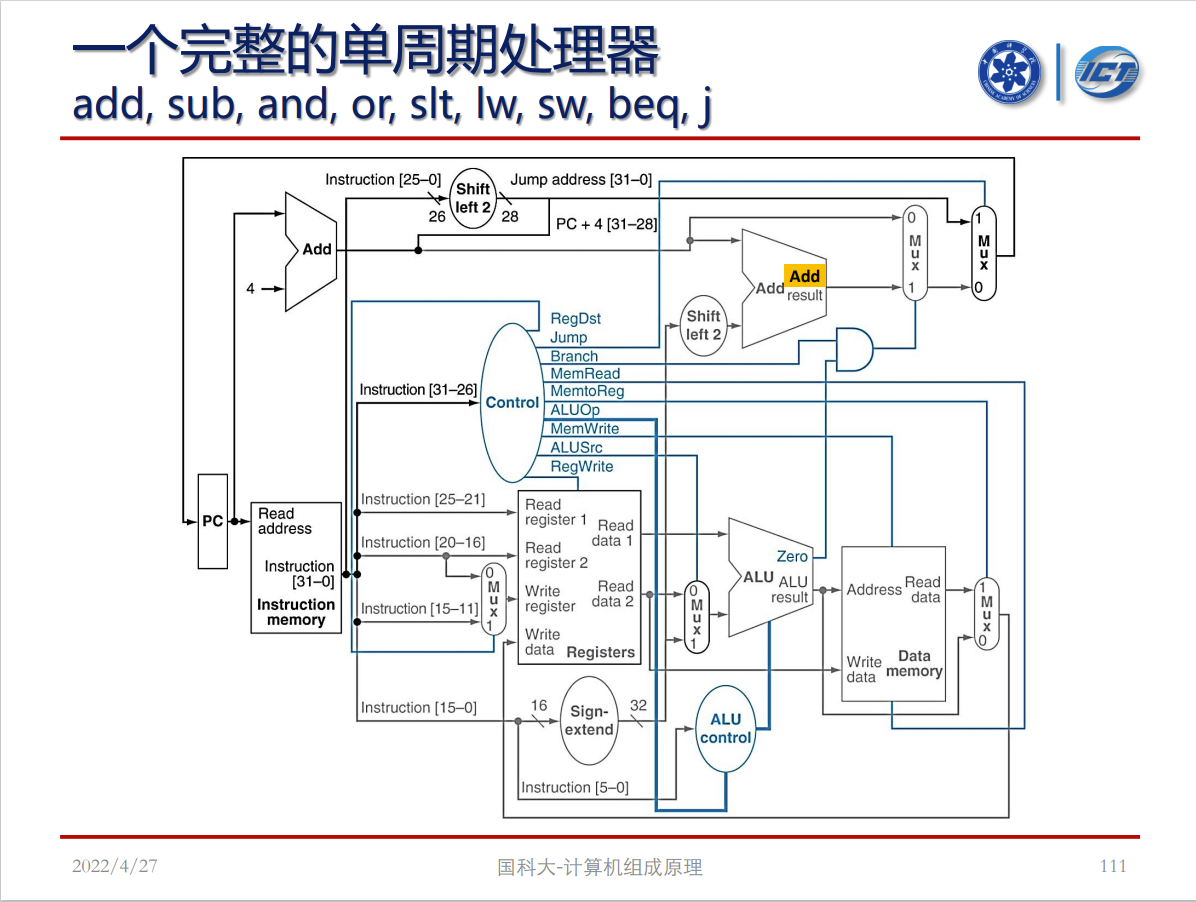 一个完整的单周期处理器
add, sub, and, or, slt, lw, sw, beq, j
ICT
Instruction [25–0]
Shift
left 2
Jump address [31–0]
26
28
PC + 4 [31–28]
Add
4
0
M
u
x
1
1
M
u
x
0
Add
Add
result
Shift
left 2
RegDst
Jump
Branch
MemRead
MemtoReg
ALUOp
MemWrite
ALUSrc
RegWrite
Instruction [31–26]
Control
PC
Read
address
Instruction
[31–0]
Instruction
memory
Instruction [25–21]
Instruction [20–16]
Instruction [15–11]
0
M
u
x
1
Read
register 1
Read
register 2
Write
register
Write
data
Read
data 1
Read
data 2
Registers
0
M
u
x
1
Zero
ALU
ALU
result
Address
Read
data
Write
data
Data
memory
1
M
u
x
0
Instruction [15–0]
16
Sign-
extend
32
ALU
control
Instruction [5–0]
2022/4/27
国科大-计算机组成原理
111